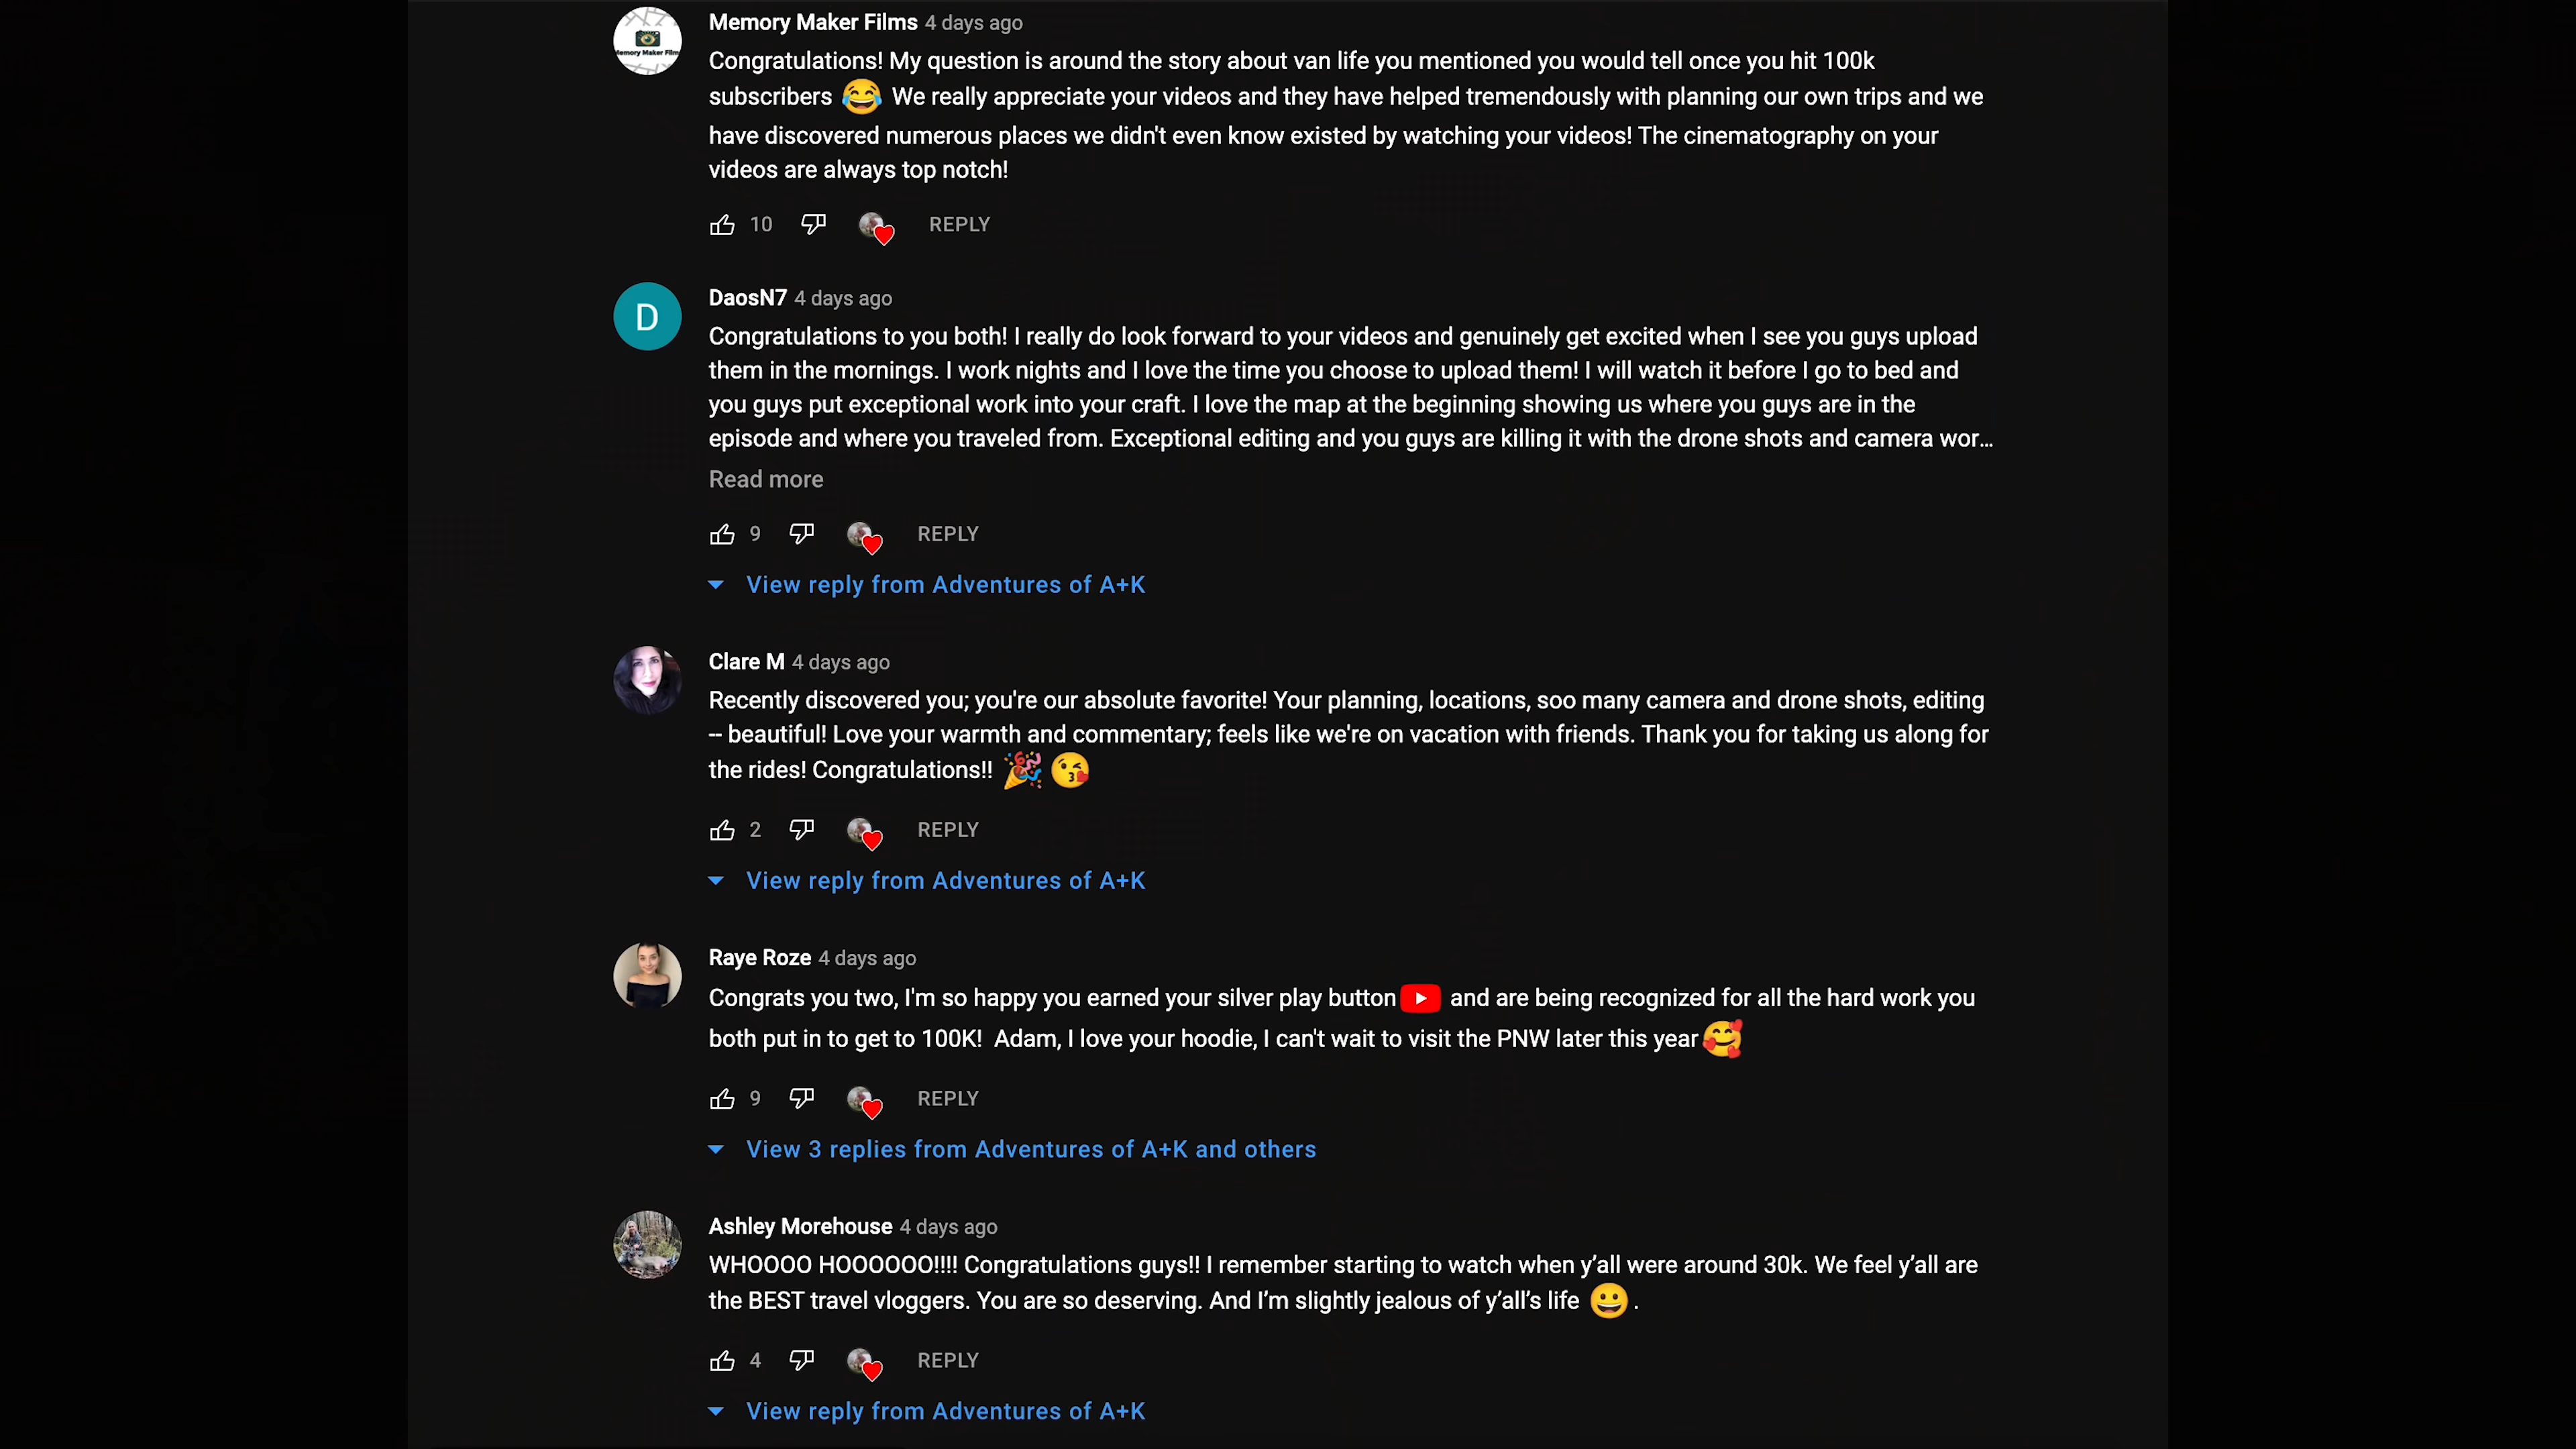 Memory Maker Films 4 days ago
Memory Maker Films
Congratulations! My question is around the story about van life you mentioned you would tell once you hit 100k
subscribers 😂 We really appreciate your videos and they have helped tremendously with planning our own trips and we
have discovered numerous places we didn't even know existed by watching your videos! The cinematography on your
videos are always top notch!
10 REPLY
D
DaosN7 4 days ago
Congratulations to you both! I really do look forward to your videos and genuinely get excited when I see you guys upload
them in the mornings. I work nights and I love the time you choose to upload them! I will watch it before I go to bed and
you guys put exceptional work into your craft. I love the map at the beginning showing us where you guys are in the
episode and where you traveled from. Exceptional editing and you guys are killing it with the drone shots and camera wor...
Read more
9 REPLY
View reply from Adventures of A+K
Clare M 4 days ago
Recently discovered you; you're our absolute favorite! Your planning, locations, soo many camera and drone shots, editing
-- beautiful! Love your warmth and commentary; feels like we're on vacation with friends. Thank you for taking us along for
the rides! Congratulations!! 🎉 😘
2 REPLY
View reply from Adventures of A+K
Raye Roze 4 days ago
Congrats you two, I'm so happy you earned your silver play button and are being recognized for all the hard work you
both put in to get to 100K! Adam, I love your hoodie, I can't wait to visit the PNW later this year 🥰
9 REPLY
View 3 replies from Adventures of A+K and others
Ashley Morehouse 4 days ago
WHOOOO HOOOOOO!!!! Congratulations guys!! I remember starting to watch when y’all were around 30k. We feel y’all are
the BEST travel vloggers. You are so deserving. And I’m slightly jealous of y’all’s life 😀 .
4 REPLY
View reply from Adventures of A+K